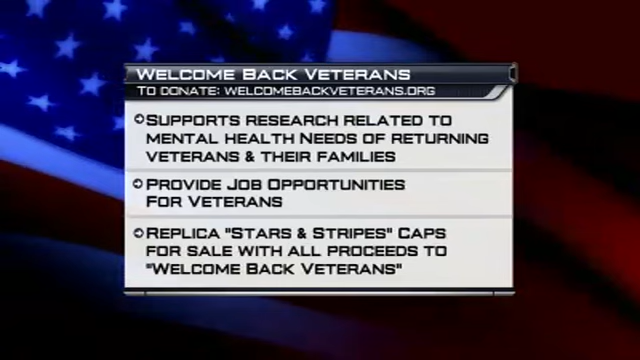 Welcome Back Veterans
To Donate: welcomebackveterans.org
Supports research related to
mental health Needs of returning
veterans & their families
Provide Job Opportunities
for Veterans
Replica "Stars & Stripes" Caps
for sale with all proceeds to
"Welcome Back Veterans"